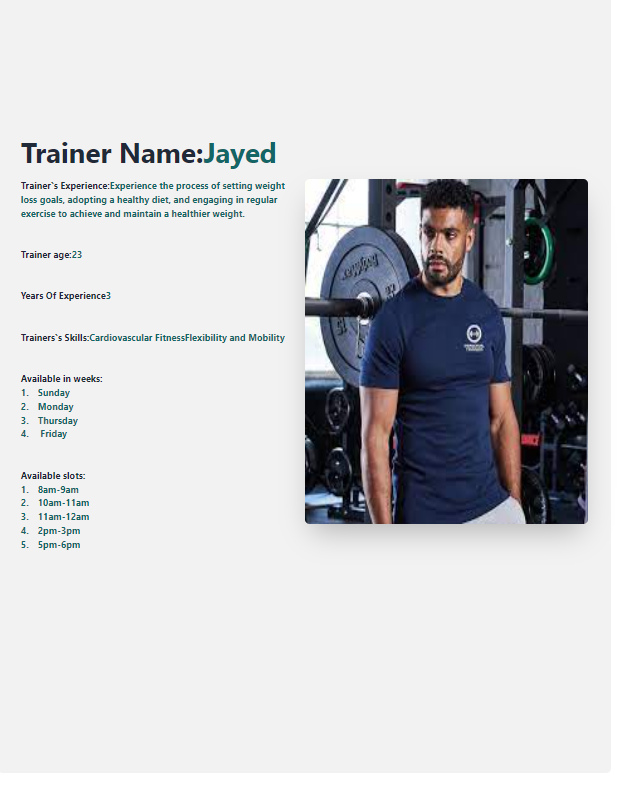 Trainer Name:Jayed
Trainer`s Experience:Experience the process of setting weight
loss goals, adopting a healthy diet, and engaging in regular
exercise to achieve and maintain a healthier weight.
Trainer age:23
Years Of Experience3
Trainers`s Skills:Cardiovascular FitnessFlexibility and Mobility
Available in weeks:
1. Sunday
2. Monday
3. Thursday
4. Friday
Available slots:
1. 8am-9am
2. 10am-11am
3. 11am-12am
4. 2pm-3pm
5. 5pm-6pm